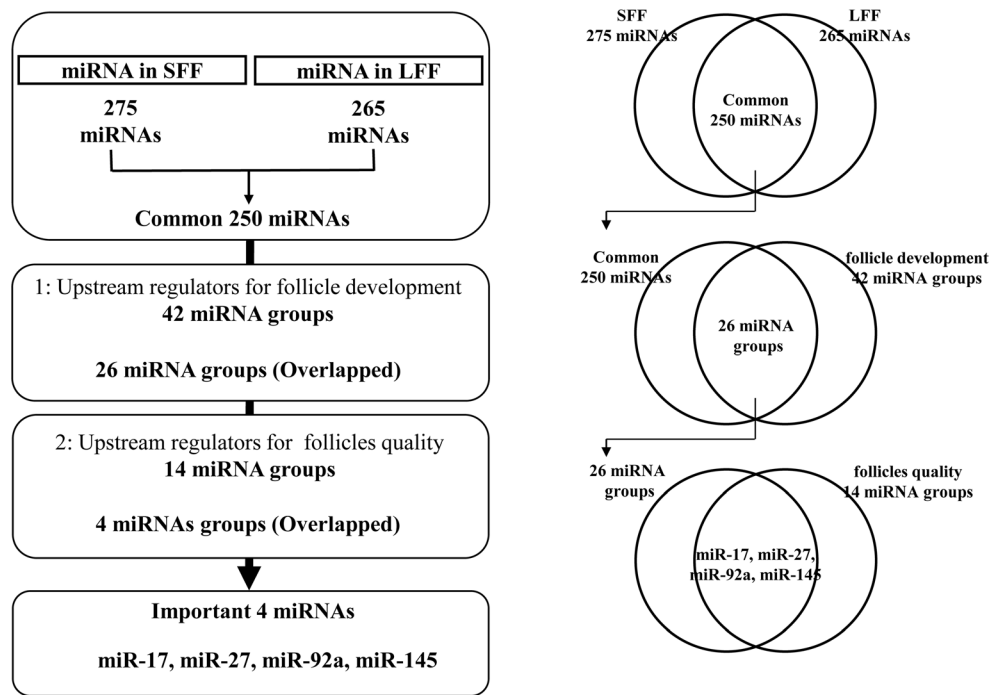 miRNA in SFF
miRNA in LFF
275
miRNAs
265
miRNAs
Common 250 miRNAs
1: Upstream regulators for follicle development
42 miRNA groups
26 miRNA groups (Overlapped)
2: Upstream regulators for follicles quality
14 miRNA groups
4 miRNAs groups (Overlapped)
Important 4 miRNAs
miR-17, miR-27, miR-92a, miR-145
SFF
275 miRNAs
LFF
265 miRNAs
Common
250 miRNAs
Common
250 miRNAs
follicle development
42 miRNA groups
26 miRNA
groups
26 miRNA
groups
follicles quality
14 miRNA groups
miR-17, miR-27,
miR-92a, miR-145